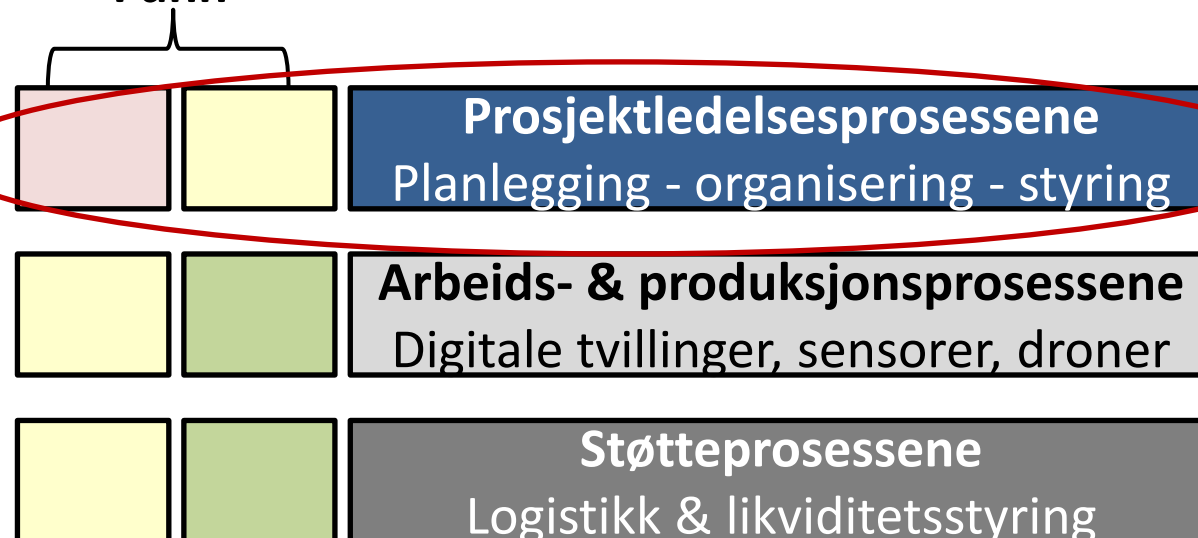 Prosjektledelsesprosessene
Planlegging - organisering - styring
Arbeids- & produksjonsprosessene
Digitale tvillinger, sensorer, droner
Støtteprosessene
Logistikk & likviditetsstyring